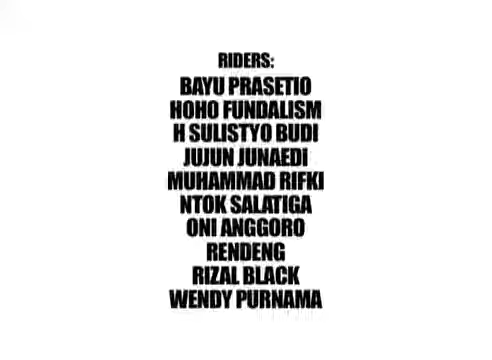 RIDERS:
BAYU PRASETIO
HOHO FUNDALISM
H SULISTYO BUDI
JUJUN JUNAEDI
MUHAMMAD RIFKI
NTOK SALATIGA
ONI ANGGORO
RENDENG
RIZAL BLACK
WENDY PURNAMA